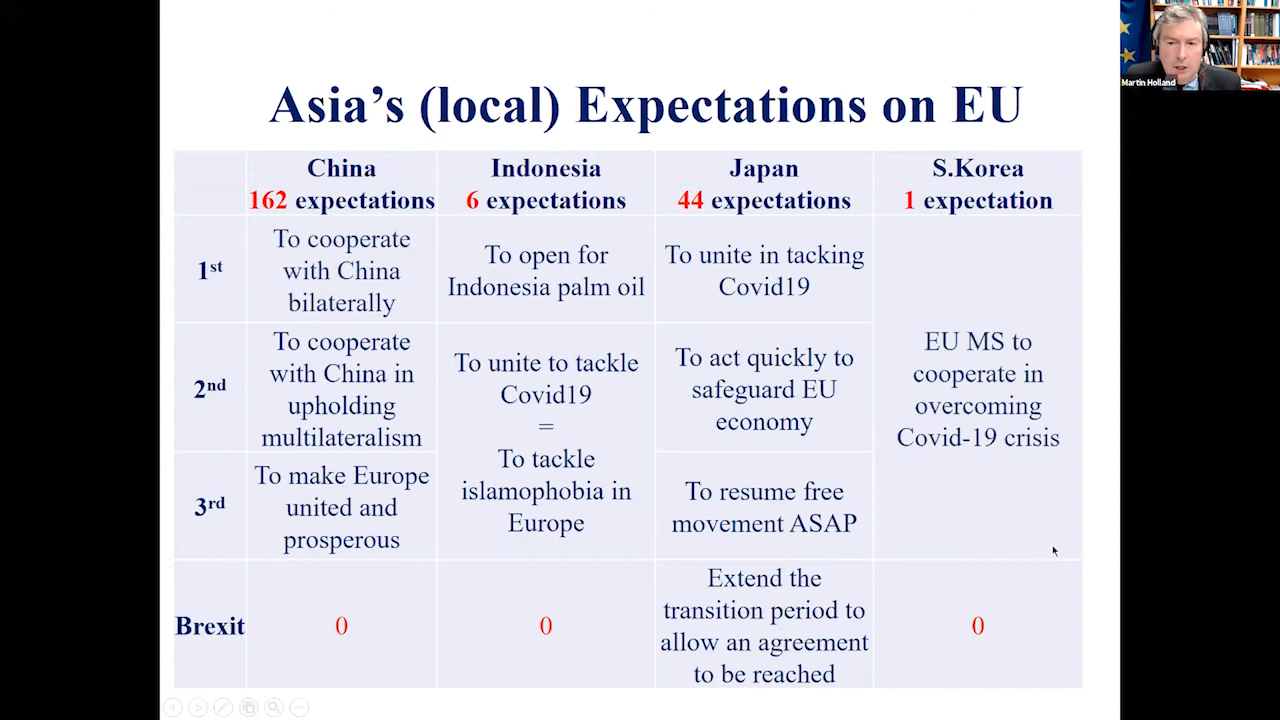 Martin Holland
Asia's (local) Expectations on EU
China
162 expectations
Indonesia
6 expectations
Japan
44 expectations
S.Korea
1 expectation
1st
To cooperate
with China
bilaterally
To open for
Indonesia palm oil
To unite in tacking
Covid19
EU MS to
cooperate in
overcoming
Covid-19 crisis
2nd
To cooperate
with China in
upholding
multilateralism
To unite to tackle
Covid19
=
To tackle
islamophobia in
Europe
To act quickly to
safeguard EU
economy
3rd
To make Europe
united and
prosperous
To resume free
movement ASAP
Brexit
0
0
Extend the
transition period to
allow an agreement
to be reached
0